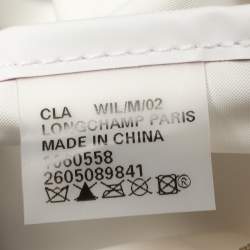 CLA WIL/M/02
LONGCHAMP PARIS
MADE IN CHINA
1060558
2605089841